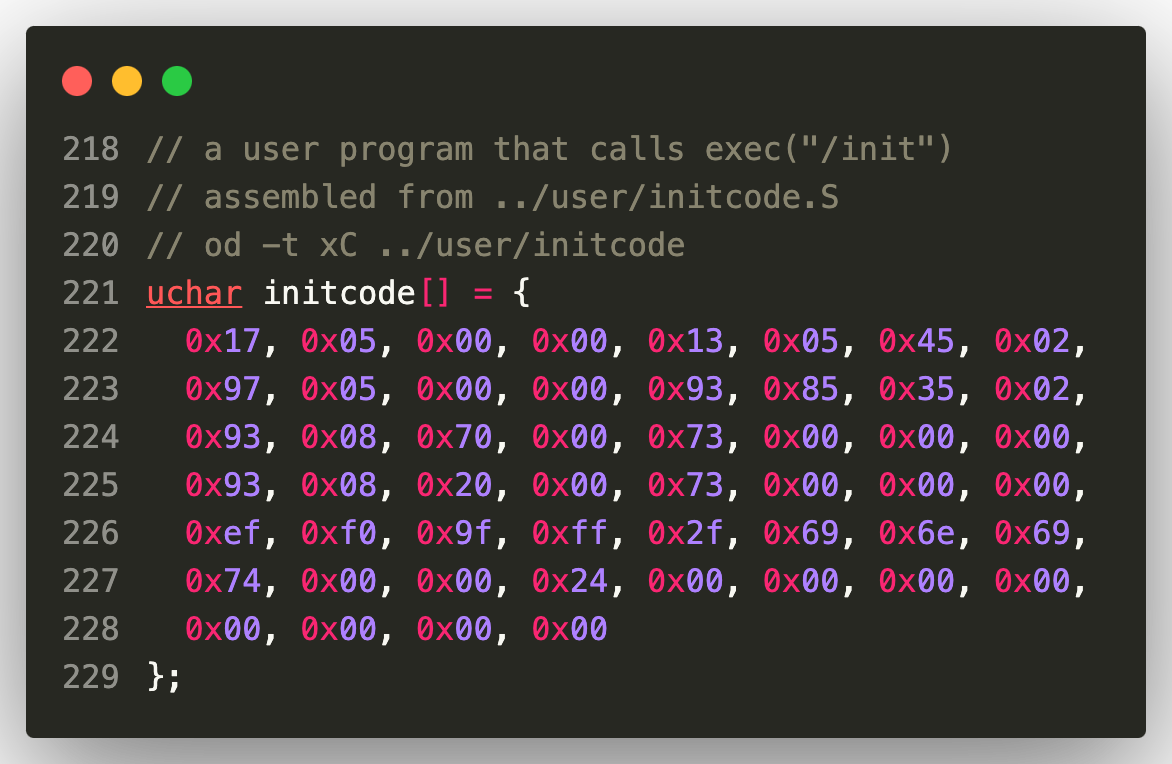 218 // a user program that calls exec("/init")
219 // assembled from ../user/initcode.S
220 // od -t xC ../user/initcode
221 uchar initcode[] = {
222   0x17, 0x05, 0x00, 0x00, 0x13, 0x05, 0x45, 0x02,
223   0x97, 0x05, 0x00, 0x00, 0x93, 0x85, 0x35, 0x02,
224   0x93, 0x08, 0x70, 0x00, 0x73, 0x00, 0x00, 0x00,
225   0x93, 0x08, 0x20, 0x00, 0x73, 0x00, 0x00, 0x00,
226   0xef, 0xf0, 0x9f, 0xff, 0x2f, 0x69, 0x6e, 0x69,
227   0x74, 0x00, 0x00, 0x24, 0x00, 0x00, 0x00, 0x00,
228   0x00, 0x00, 0x00, 0x00
229 };